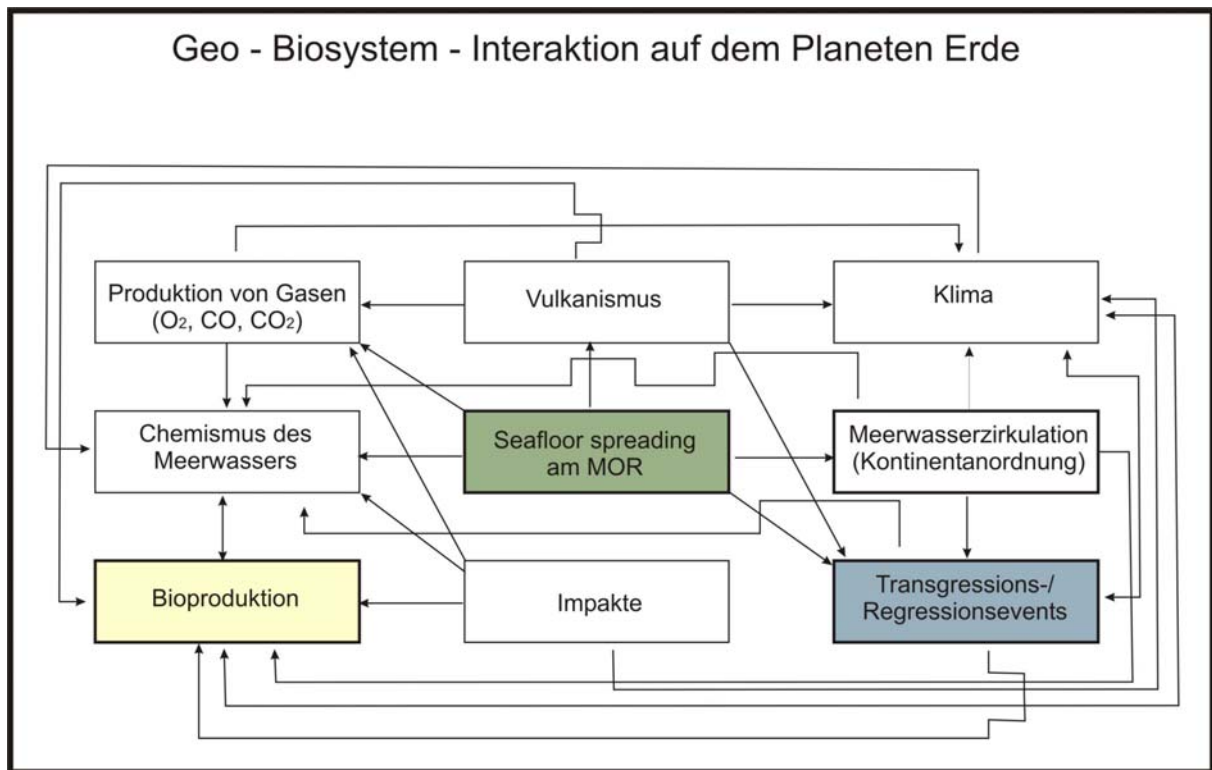 Geo - Biosystem - Interaktion auf dem Planeten Erde
Produktion von Gasen
(O₂, CO, CO₂)
Vulkanismus
Klima
Chemismus des
Meerwassers
Seafloor spreading
am MOR
Meerwasserzirkulation
(Kontinentanordnung)
Bioproduktion
Impakte
Transgressions-/
Regressionsevents